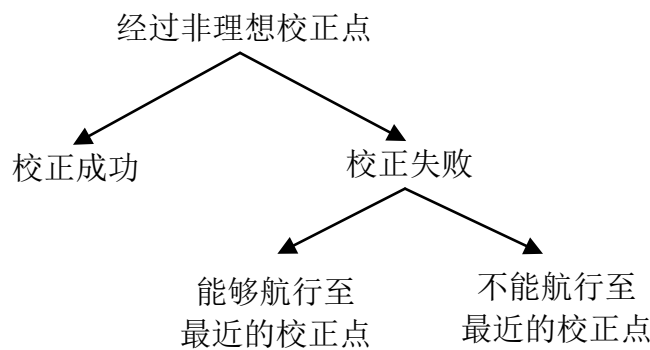 经过非理想校正点
校正成功
校正失败
能够航行至
最近的校正点
不能航行至
最近的校正点